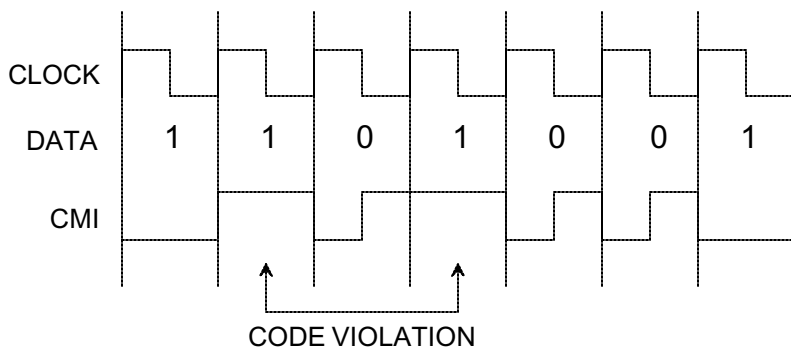 CLOCK
DATA 1 1 0 1 0 0 1
CMI
CODE VIOLATION